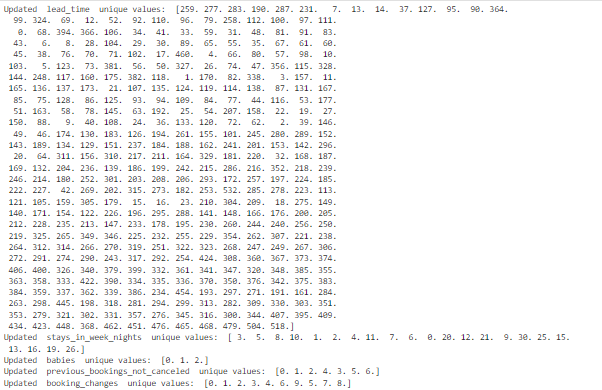 Updated  lead_time  unique values:  [259. 277. 283. 190. 287. 231.   7.  13.  14.  37. 127.  95.  90. 364.
  99. 324.  69.  12.  52.  92. 110.  96.  79. 258. 112. 100.  97. 111.
   0.  68. 394. 366. 106.  34.  41.  33.  59.  31.  48.  81.  91.  83.
  43.   6.   8.  28. 104.  29.  30.  89.  65.  55.  35.  67.  61.  60.
  45.  38.  76.  70.  71. 102.  17. 460.   4.  66.  80.  57.  98.  10.
 103.   5. 123.  73. 381.  56.  50. 327.  26.  74.  47. 356. 115. 328.
 144. 248. 117. 160. 175. 382. 118.   1. 170.  82. 338.   3. 157.  11.
 165. 136. 137. 173.  21. 107. 135. 124. 119. 114. 138.  87. 131. 167.
  85.  75. 128.  86. 125.  93.  94. 109.  84.  77.  44. 116.  53. 177.
  51. 163.  58.  78. 145.  63. 192.  25.  54. 207. 158.  22.  19.  27.
 150.  88.   9.  40. 108.  24.  36. 133. 120.  72.  62.   2.  39. 146.
  49.  46. 174. 130. 183. 126. 194. 261. 155. 101. 245. 280. 289. 152.
 143. 189. 134. 129. 151. 237. 184. 188. 162. 241. 201. 153. 142. 296.
  20.  64. 311. 156. 310. 217. 211. 164. 329. 181. 220.  32. 168. 187.
 169. 132. 204. 236. 139. 186. 199. 242. 215. 286. 216. 352. 218. 239.
 246. 214. 180. 252. 301. 203. 208. 206. 293. 172. 257. 197. 224. 185.
 222. 227.  42. 269. 202. 315. 273. 182. 253. 532. 285. 278. 223. 113.
 121. 105. 159. 305. 179.  15.  16.  23. 210. 304. 209.  18. 275. 149.
 140. 171. 154. 122. 226. 196. 295. 288. 141. 148. 166. 176. 200. 205.
 212. 228. 235. 213. 147. 233. 178. 195. 230. 260. 244. 240. 256. 250.
 219. 325. 265. 349. 346. 225. 232. 255. 229. 354. 262. 307. 221. 238.
 264. 312. 314. 266. 270. 319. 251. 322. 323. 268. 247. 249. 267. 306.
 272. 291. 274. 290. 243. 317. 292. 254. 424. 308. 360. 367. 373. 374.
 406. 400. 343. 340. 379. 399. 332. 361. 341. 347. 320. 348. 385. 355.
 363. 358. 333. 422. 390. 334. 335. 336. 370. 350. 376. 342. 375. 383.
 384. 359. 337. 362. 339. 386. 234. 454. 193. 297. 271. 191. 161. 284.
 263. 298. 445. 198. 318. 281. 294. 299. 313. 282. 309. 330. 303. 351.
 353. 279. 321. 302. 331. 357. 276. 345. 316. 300. 344. 407. 395. 409.
 434. 423. 448. 368. 462. 451. 476. 465. 468. 479. 504. 518.]
Updated  stays_in_week_nights  unique values:  [ 3.  5.  8. 10.  1.  2.  4. 11.  7.  6.  0. 20. 12. 21.  9. 30. 25. 15.
 13. 16. 19. 26.]
Updated  babies  unique values:  [0. 1. 2.]
Updated  previous_bookings_not_canceled  unique values:  [0. 1. 2. 4. 3. 5. 6.]
Updated  booking_changes  unique values:  [0. 1. 2. 3. 4. 6. 9. 5. 7. 8.]